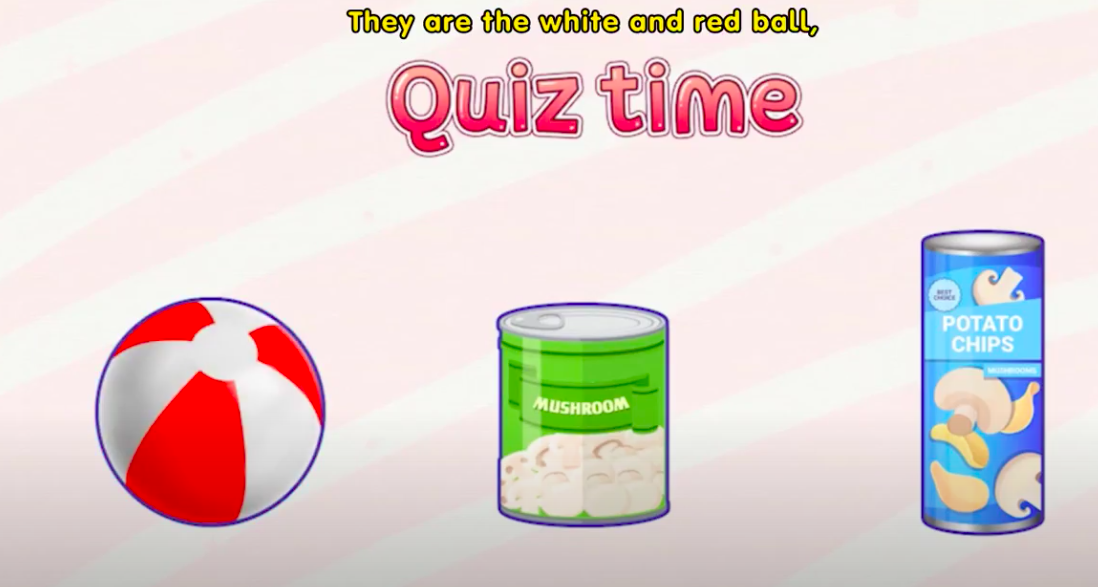 They are the white and red ball,
Quiz time
BEST
CHOICE
POTATO
CHIPS
MUSHROOMS
MUSHROOM